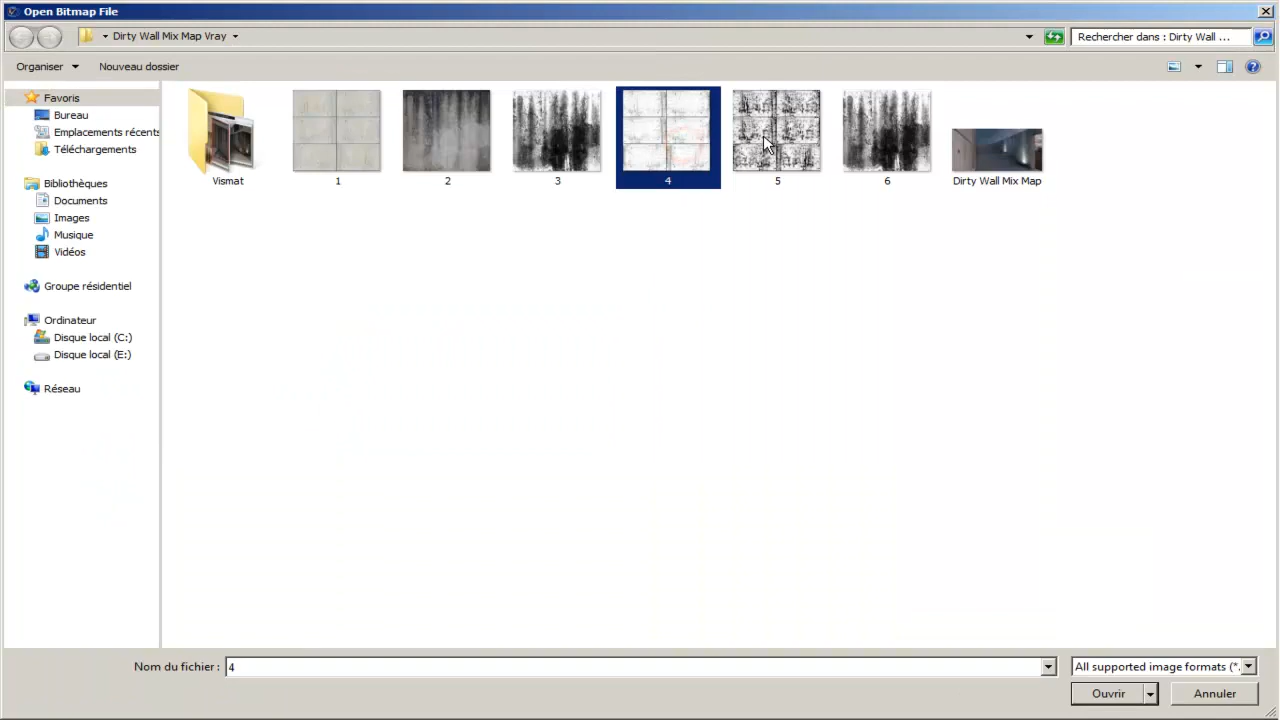 Open Bitmap File
Dirty Wall Mix Map Vray
Rechercher dans : Dirty Wall ...
Organiser
Nouveau dossier
Favoris
Bureau
Emplacements récents
Téléchargements
Bibliothèques
Documents
Images
Musique
Vidéos
Groupe résidentiel
Ordinateur
Disque local (C:)
Disque local (E:)
Réseau
Vismat
1
2
3
4
5
6
Dirty Wall Mix Map
Nom du fichier :
4
All supported image formats (*.
Ouvrir
Annuler